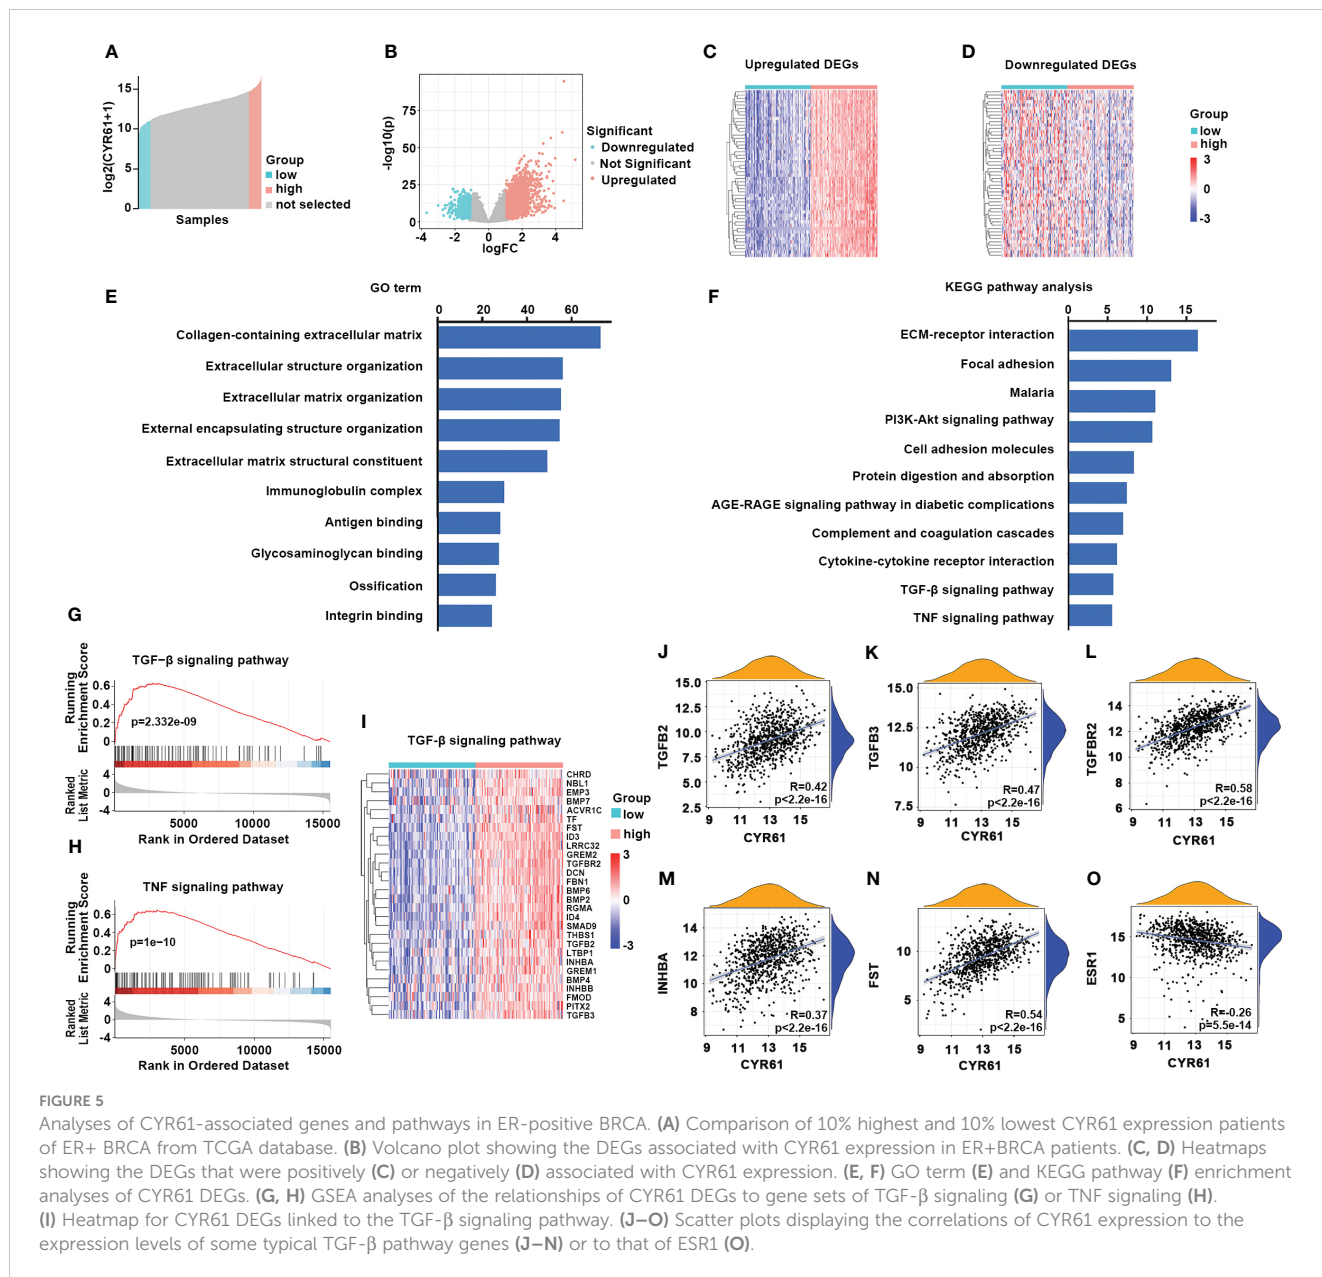 A
log2(CYR61+1)
15
10
5
0
Samples
Group
low
high
not selected
B
-log10(p)
75
50
25
0
-4 -2 0 2 4
logFC
Significant
Downregulated
Not Significant
Upregulated
C
Upregulated DEGs
D
Downregulated DEGs
Group
low
high
3
0
-3
E
GO term
0 20 40 60
Collagen-containing extracellular matrix
Extracellular structure organization
Extracellular matrix organization
External encapsulating structure organization
Extracellular matrix structural constituent
Immunoglobulin complex
Antigen binding
Glycosaminoglycan binding
Ossification
Integrin binding
F
KEGG pathway analysis
0 5 10 15
ECM-receptor interaction
Focal adhesion
Malaria
PI3K-Akt signaling pathway
Cell adhesion molecules
Protein digestion and absorption
AGE-RAGE signaling pathway in diabetic complications
Complement and coagulation cascades
Cytokine-cytokine receptor interaction
TGF-β signaling pathway
TNF signaling pathway
G
TGF−β signaling pathway
Running
Enrichment Score
0.6
0.4
0.2
0
p=2.332e-09
Ranked
List Metric
4
0
-4
5000 10000 15000
Rank in Ordered Dataset
H
TNF signaling pathway
Running
Enrichment Score
0.6
0.4
0.2
0
p=1e−10
Ranked
List Metric
4
0
-4
5000 10000 15000
Rank in Ordered Dataset
I
TGF-β signaling pathway
CHRD
NBL1
EMP3
BMP7
ACVR1C
TF
FST
ID3
LRRC32
GREM2
TGFBR2
DCN
FBN1
BMP6
BMP2
RGMA
ID4
SMAD9
THBS1
TGFB2
LTBP1
INHBA
GREM1
BMP4
INHBB
FMOD
PITX2
TGFB3
Group
low
high
3
0
-3
J
TGFB2
15.0
12.5
10.0
7.5
5.0
2.5
R=0.42
p<2.2e-16
9 11 13 15
CYR61
K
TGFB3
15.0
12.5
10
7.5
R=0.47
p<2.2e-16
9 11 13 15
CYR61
L
TGFBR2
14
12
10
8
6
R=0.58
p<2.2e-16
9 11 13 15
CYR61
M
INHBA
14
12
10
8
R=0.37
p<2.2e-16
9 11 13 15
CYR61
N
FST
10
5
R=0.54
p<2.2e-16
9 11 13 15
CYR61
O
ESR1
15
10
5
R=-0.26
p=5.5e-14
9 11 13 15
CYR61
FIGURE 5
Analyses of CYR61-associated genes and pathways in ER-positive BRCA. (A) Comparison of 10% highest and 10% lowest CYR61 expression patients
of ER+ BRCA from TCGA database. (B) Volcano plot showing the DEGs associated with CYR61 expression in ER+BRCA patients. (C, D) Heatmaps
showing the DEGs that were positively (C) or negatively (D) associated with CYR61 expression. (E, F) GO term (E) and KEGG pathway (F) enrichment
analyses of CYR61 DEGs. (G, H) GSEA analyses of the relationships of CYR61 DEGs to gene sets of TGF-β signaling (G) or TNF signaling (H).
(I) Heatmap for CYR61 DEGs linked to the TGF-β signaling pathway. (J–O) Scatter plots displaying the correlations of CYR61 expression to the
expression levels of some typical TGF-β pathway genes (J–N) or to that of ESR1 (O).